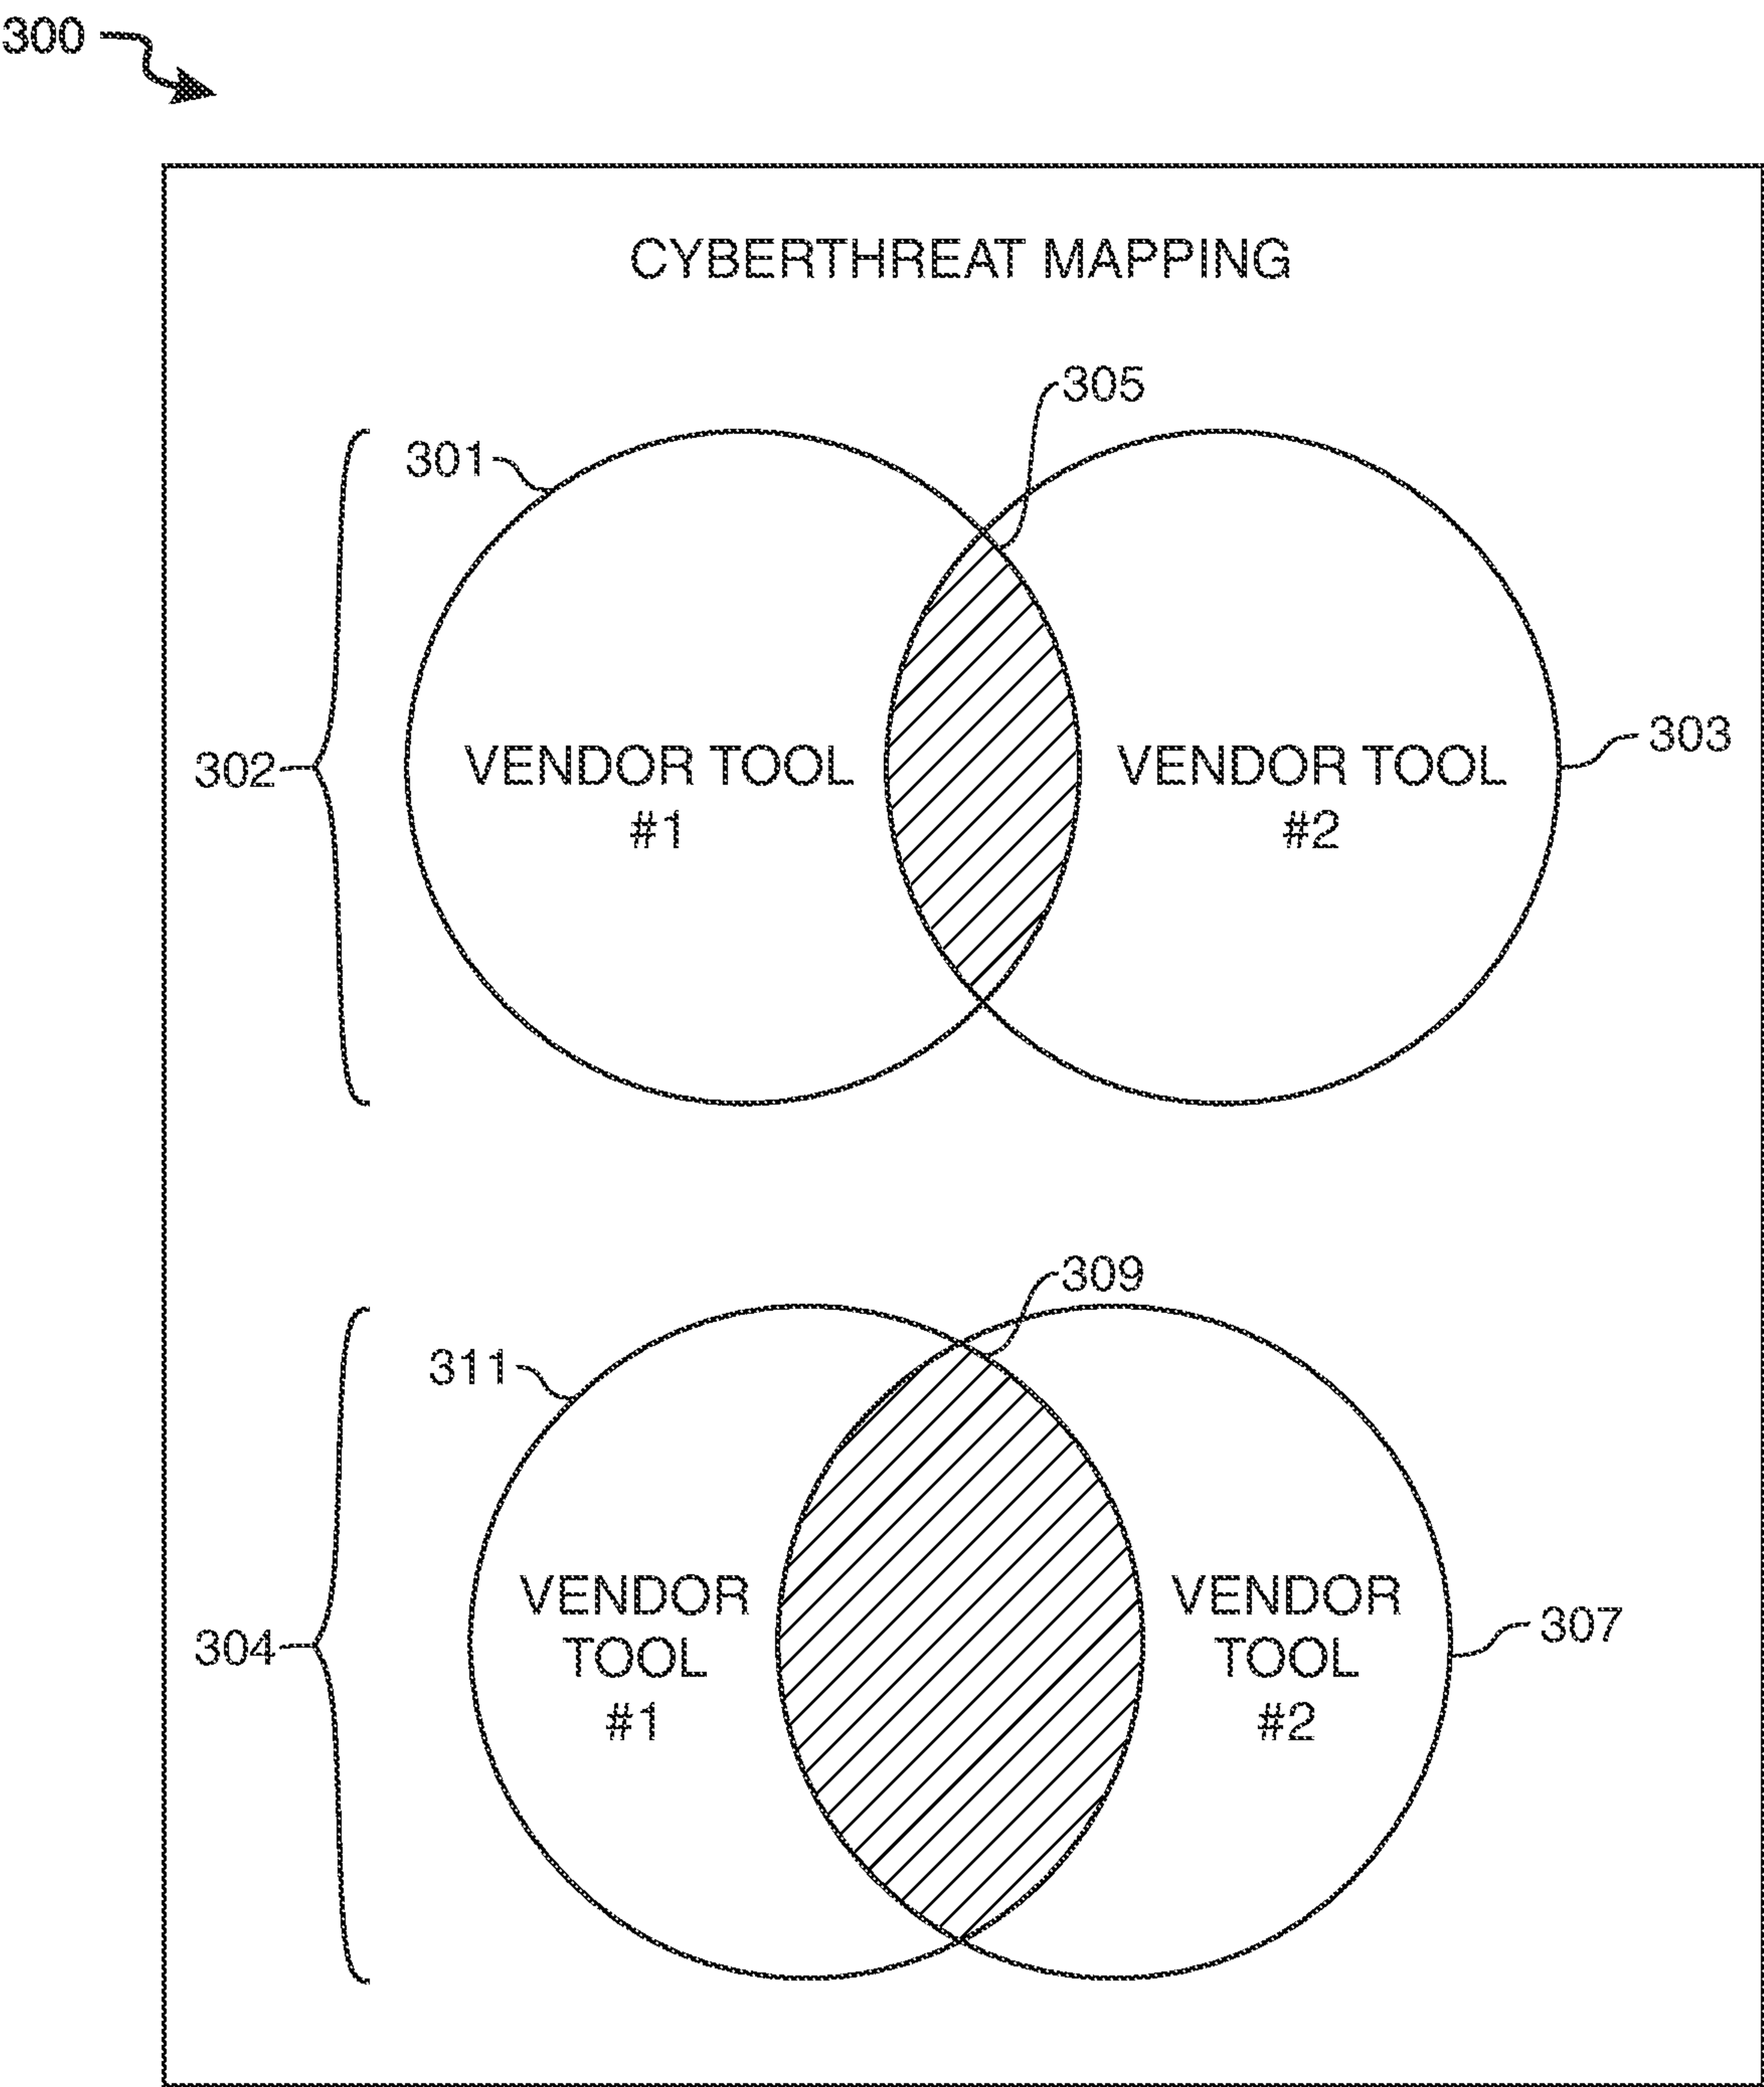 300
CYBERTHREAT MAPPING
305
301
303
302
VENDOR TOOL
#1
VENDOR TOOL
#2
309
311
307
304
VENDOR
TOOL
#1
VENDOR
TOOL
#2